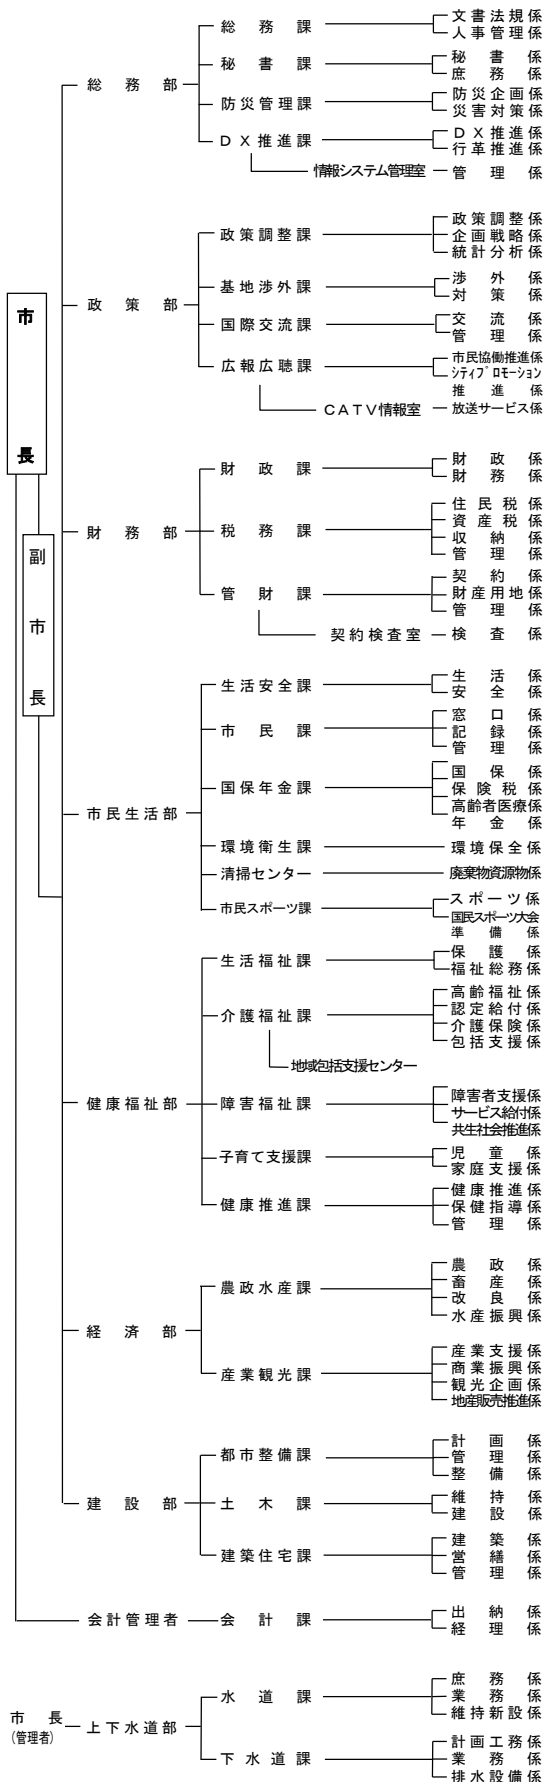 市長
副市長
総務部
総務課
文書法規係
人事管理係
秘書課
秘書係
庶務係
防災管理課
防災企画係
災害対策係
DX推進課
DX推進係
行革推進係
情報システム管理室
管理係
政策部
政策調整課
政策調整係
企画戦略係
統計分析係
基地渉外課
渉外係
対策係
国際交流課
交流係
管理係
広報広聴課
市民協働推進係
シティプロモーション
推進係
CATV情報室
放送サービス係
財務部
財政課
財政係
財務係
税務課
住民税係
資産税係
収納係
管理係
管財課
契約係
財産用地係
管理係
契約検査室
検査係
市民生活部
生活安全課
生活係
安全係
市民課
窓口係
記録係
管理係
国保年金課
国保係
保険税係
高齢者医療係
年金係
環境衛生課
環境保全係
清掃センター
廃棄物資源物係
市民スポーツ課
スポーツ係
国民スポーツ大会
準備係
健康福祉部
生活福祉課
保護係
福祉総務係
介護福祉課
高齢福祉係
認定給付係
介護保険係
包括支援係
地域包括支援センター
障害福祉課
障害者支援係
サービス給付係
共生社会推進係
子育て支援課
児童係
家庭支援係
健康推進課
健康推進係
保健指導係
管理係
経済部
農政水産課
農政係
畜産係
改良係
水産振興係
産業観光課
産業支援係
商業振興係
観光企画係
地産販売推進係
建設部
都市整備課
計画係
管理係
整備係
土木課
維持係
建設係
建築住宅課
建築係
営繕係
管理係
会計管理者
会計課
出納係
経理係
市長
(管理者)
上下水道部
水道課
庶務係
業務係
維持新設係
下水道課
計画工務係
業務係
排水設備係